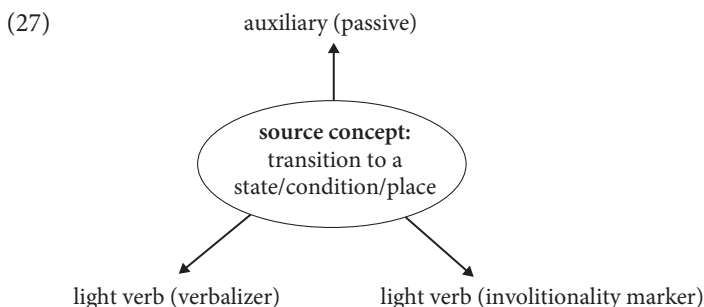 (27)
auxiliary (passive)
source concept:
transition to a
state/condition/place
light verb (verbalizer)
light verb (involitionality marker)